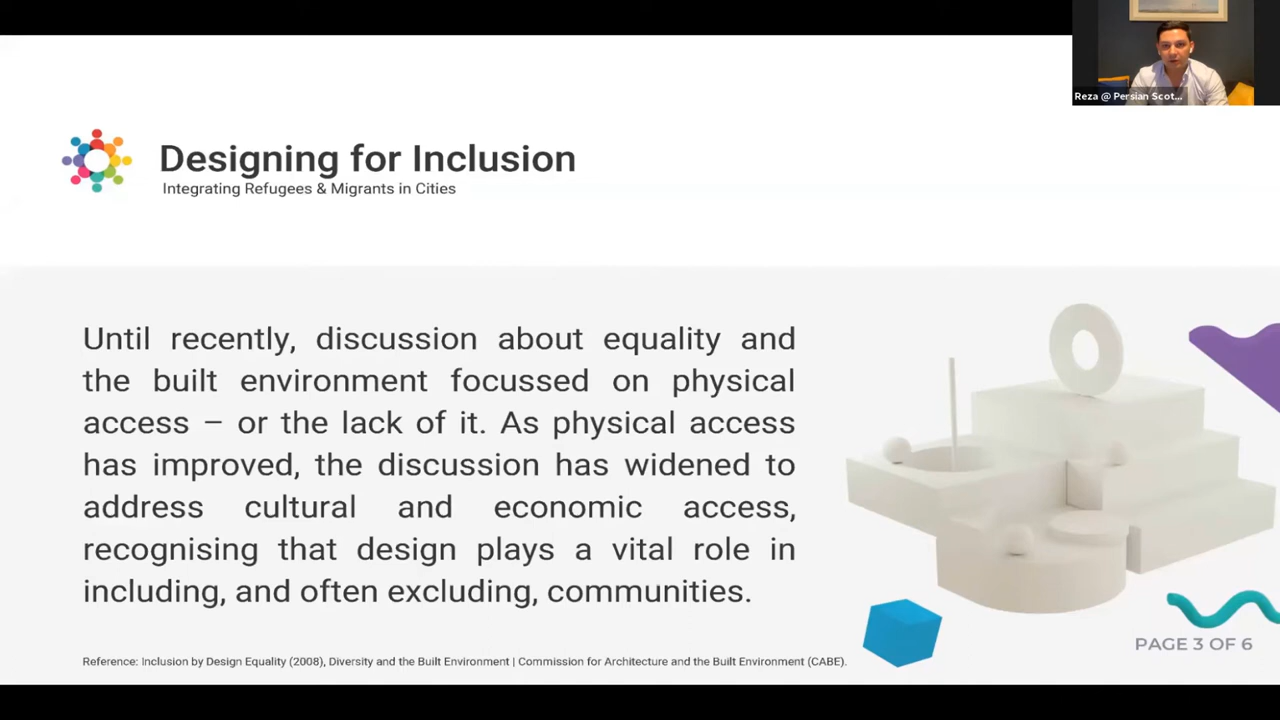 Reza @ Persian Scot...
Designing for Inclusion
Integrating Refugees & Migrants in Cities
Until recently, discussion about equality and
the built environment focussed on physical
access – or the lack of it. As physical access
has improved, the discussion has widened to
address cultural and economic access,
recognising that design plays a vital role in
including, and often excluding, communities.
PAGE 3 OF 6
Reference: Inclusion by Design Equality (2008), Diversity and the Built Environment | Commission for Architecture and the Built Environment (CABE).